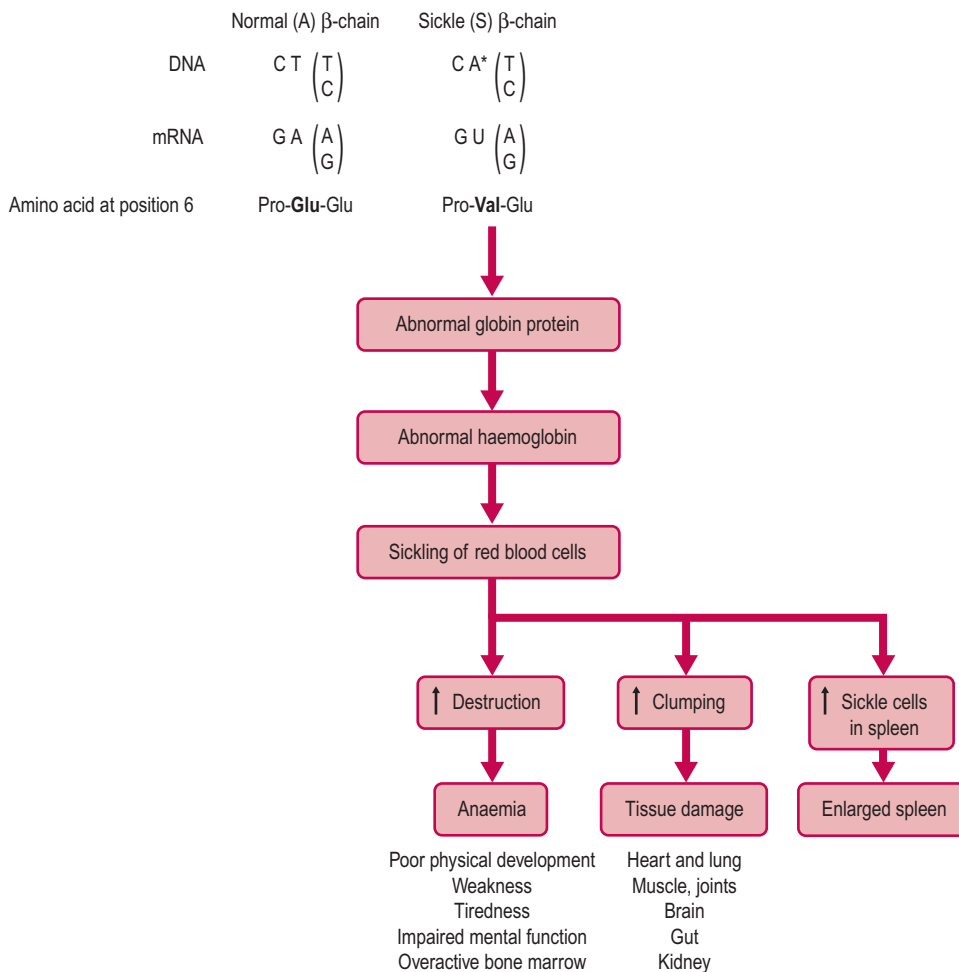 Normal (A) β-chain Sickle (S) β-chain
DNA C T (T C) C A* (T C)
mRNA G A (A G) G U (A G)
Amino acid at position 6 Pro-Glu-Glu Pro-Val-Glu
Abnormal globin protein
Abnormal haemoglobin
Sickling of red blood cells
↑ Destruction
↑ Clumping
↑ Sickle cells
in spleen
Anaemia
Tissue damage
Enlarged spleen
Poor physical development
Weakness
Tiredness
Impaired mental function
Overactive bone marrow
Heart and lung
Muscle, joints
Brain
Gut
Kidney